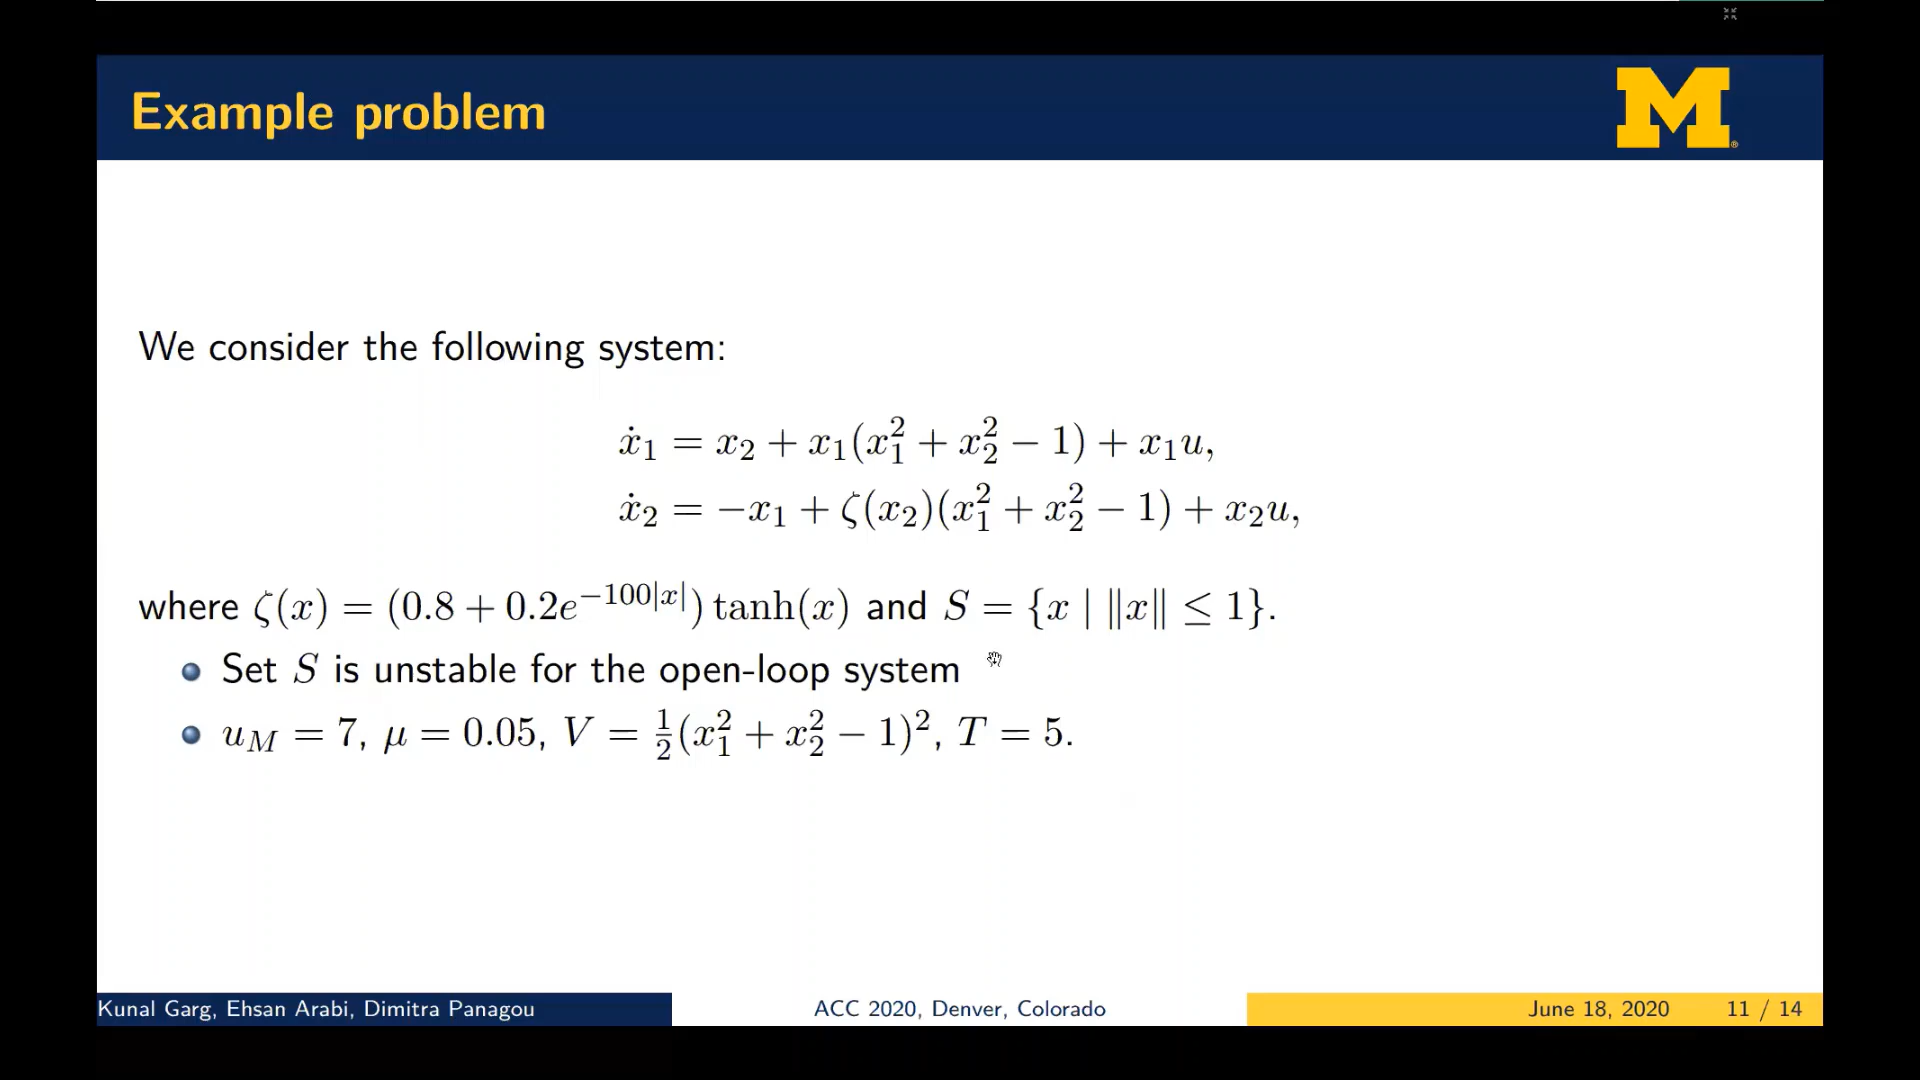 Example problem
M
We consider the following system:
ẋ₁ = x₂ + x₁(x₁² + x₂² − 1) + x₁u,
ẋ₂ = −x₁ + ζ(x₂)(x₁² + x₂² − 1) + x₂u,
where ζ(x) = (0.8 + 0.2e^{−100|x|}) tanh(x) and S = {x | ‖x‖ ≤ 1}.
Set S is unstable for the open-loop system
u_M = 7, μ = 0.05, V = ½(x₁² + x₂² − 1)², T = 5.
Kunal Garg, Ehsan Arabi, Dimitra Panagou
ACC 2020, Denver, Colorado
June 18, 2020 11 / 14